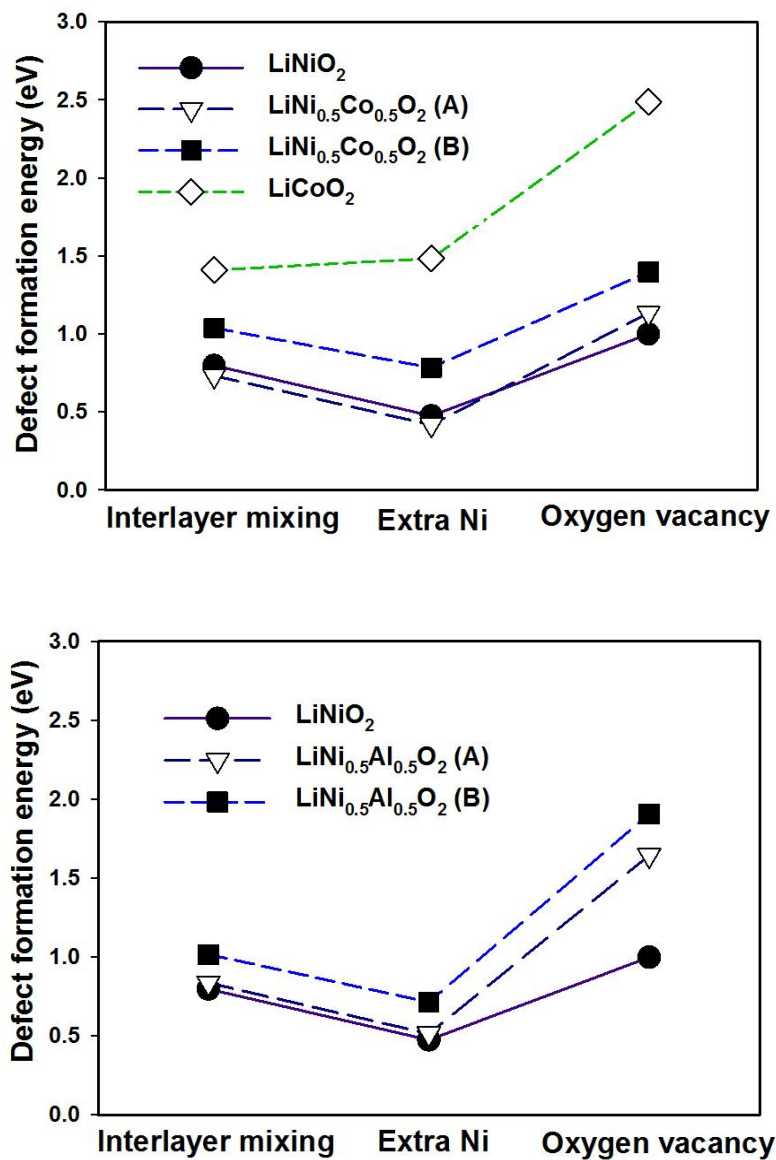 3.0
LiNiO₂
2.5
LiNi₀.₅Co₀.₅O₂ (A)
LiNi₀.₅Co₀.₅O₂ (B)
2.0
LiCoO₂
1.5
1.0
0.5
0.0
Defect formation energy (eV)
Interlayer mixing Extra Ni Oxygen vacancy
3.0
LiNiO₂
2.5
LiNi₀.₅Al₀.₅O₂ (A)
2.0
LiNi₀.₅Al₀.₅O₂ (B)
1.5
1.0
0.5
0.0
Defect formation energy (eV)
Interlayer mixing Extra Ni Oxygen vacancy